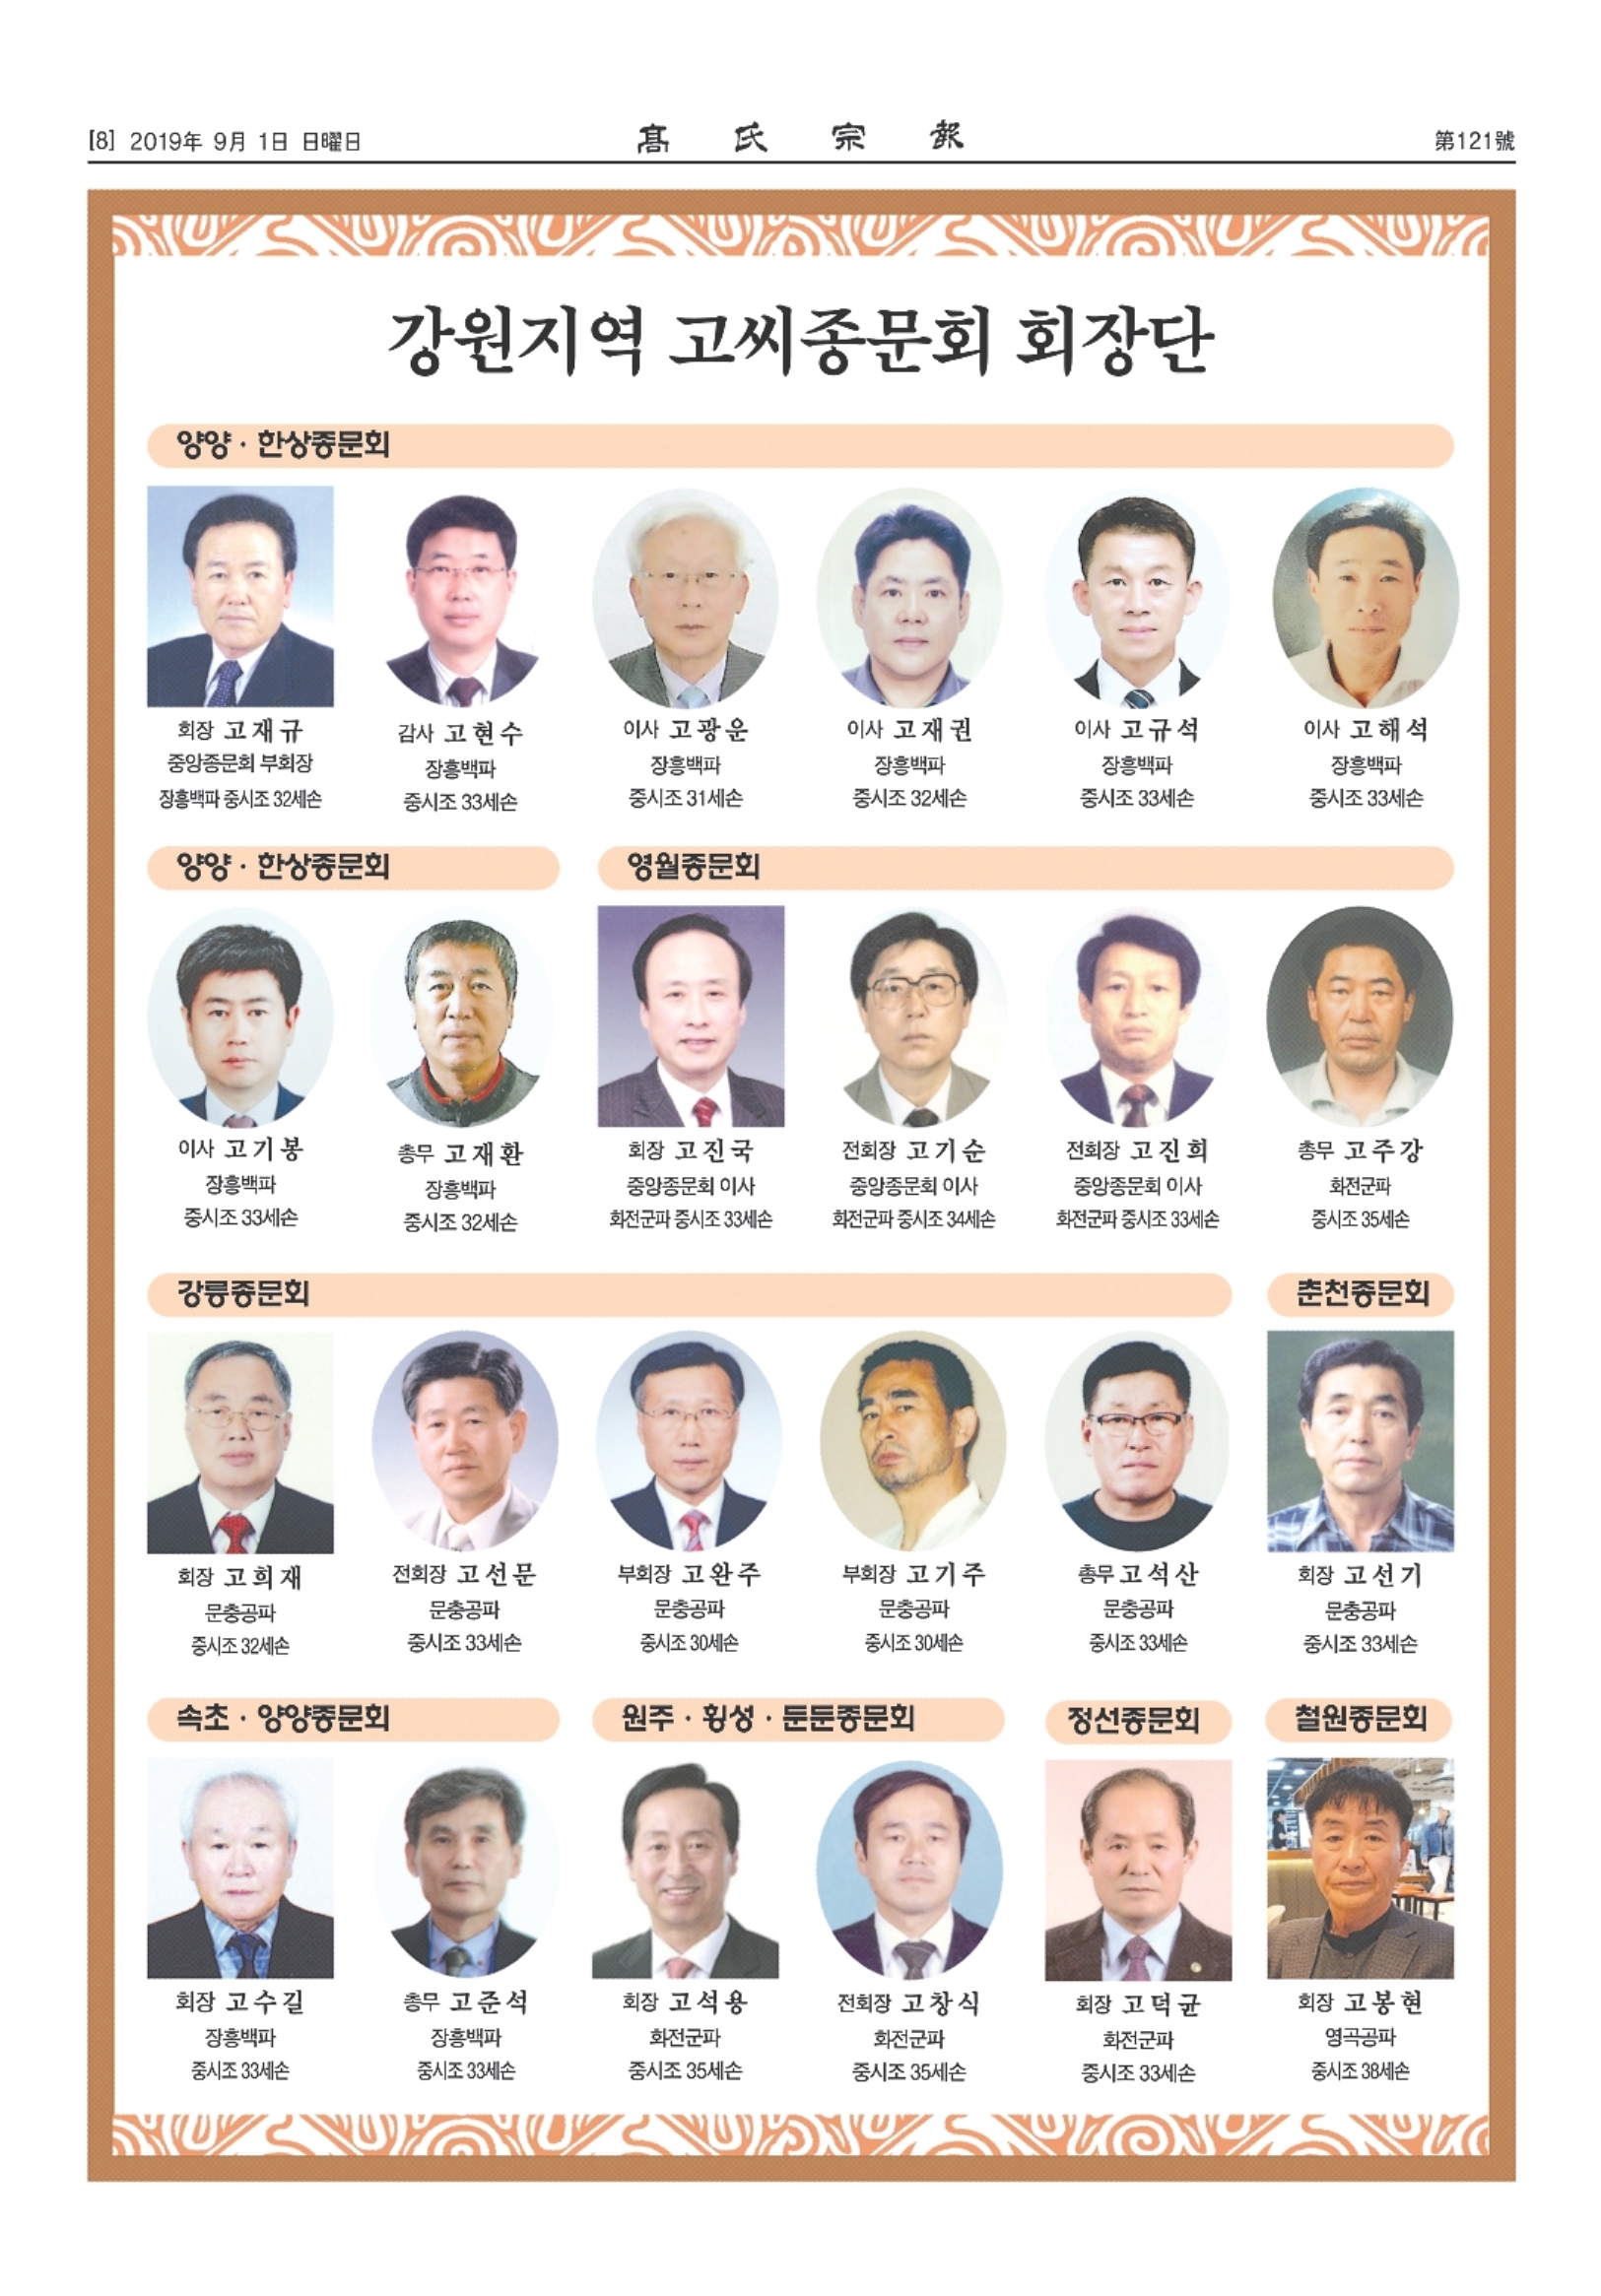 [8] 2019年 9月 1日 日曜日
髙 氏 宗 報
第121號
강원지역 고씨종문회 회장단
양양 · 한상종문회
회장 고재규
중앙종문회 부회장
장흥백파 중시조 32세손
감사 고현수
장흥백파
중시조 33세손
이사 고광운
장흥백파
중시조 31세손
이사 고재권
장흥백파
중시조 32세손
이사 고규석
장흥백파
중시조 33세손
이사 고해석
장흥백파
중시조 33세손
양양 · 한상종문회
이사 고기봉
장흥백파
중시조 33세손
총무 고재환
장흥백파
중시조 32세손
영월종문회
회장 고진국
중앙종문회 이사
화전군파 중시조 33세손
전회장 고기순
중앙종문회 이사
화전군파 중시조 34세손
전회장 고진희
중앙종문회 이사
화전군파 중시조 33세손
총무 고주강
화전군파
중시조 35세손
강릉종문회
회장 고희재
문충공파
중시조 32세손
전회장 고선문
문충공파
중시조 33세손
부회장 고완주
문충공파
중시조 30세손
부회장 고기주
문충공파
중시조 30세손
총무 고석산
문충공파
중시조 33세손
춘천종문회
회장 고선기
문충공파
중시조 33세손
속초 · 양양종문회
회장 고수길
장흥백파
중시조 33세손
총무 고준석
장흥백파
중시조 33세손
원주 · 횡성 · 둔둔종문회
회장 고석용
화전군파
중시조 35세손
전회장 고창식
화전군파
중시조 35세손
정선종문회
회장 고덕균
화전군파
중시조 33세손
철원종문회
회장 고봉현
영곡공파
중시조 38세손